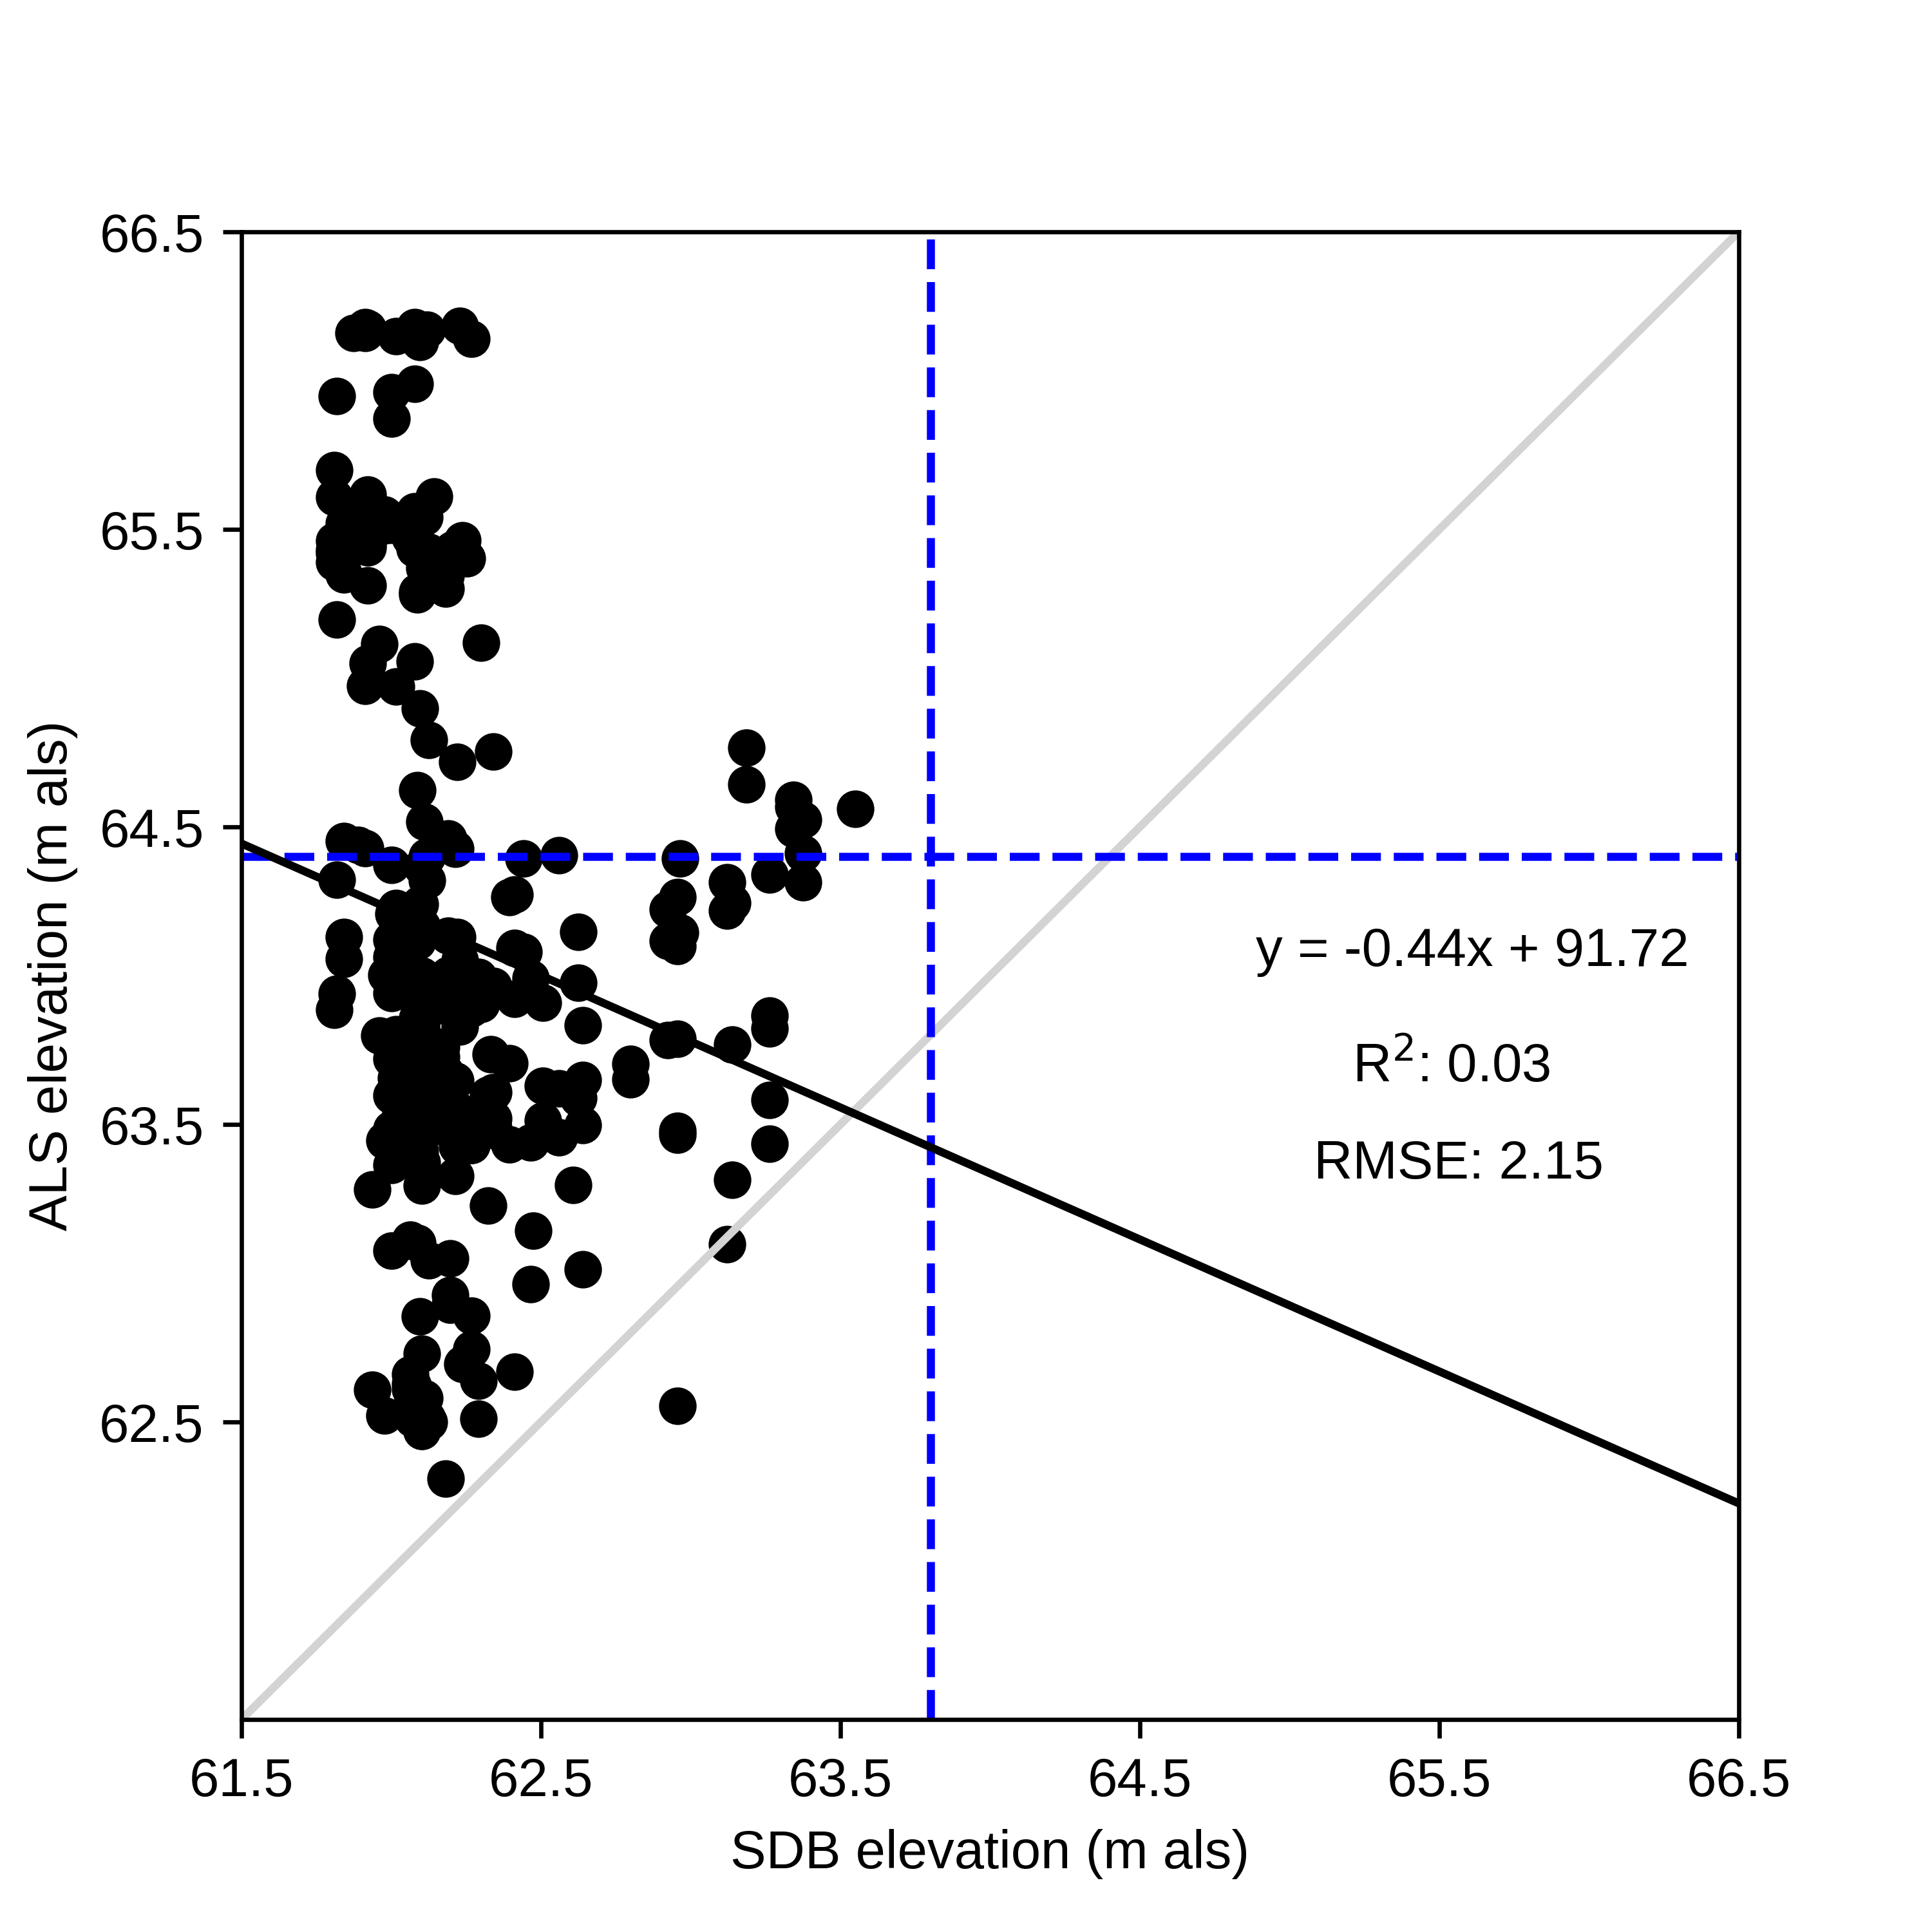 66.5
65.5
64.5
63.5
62.5
ALS elevation (m als)
y = -0.44x + 91.72
R²: 0.03
RMSE: 2.15
61.5 62.5 63.5 64.5 65.5 66.5
SDB elevation (m als)